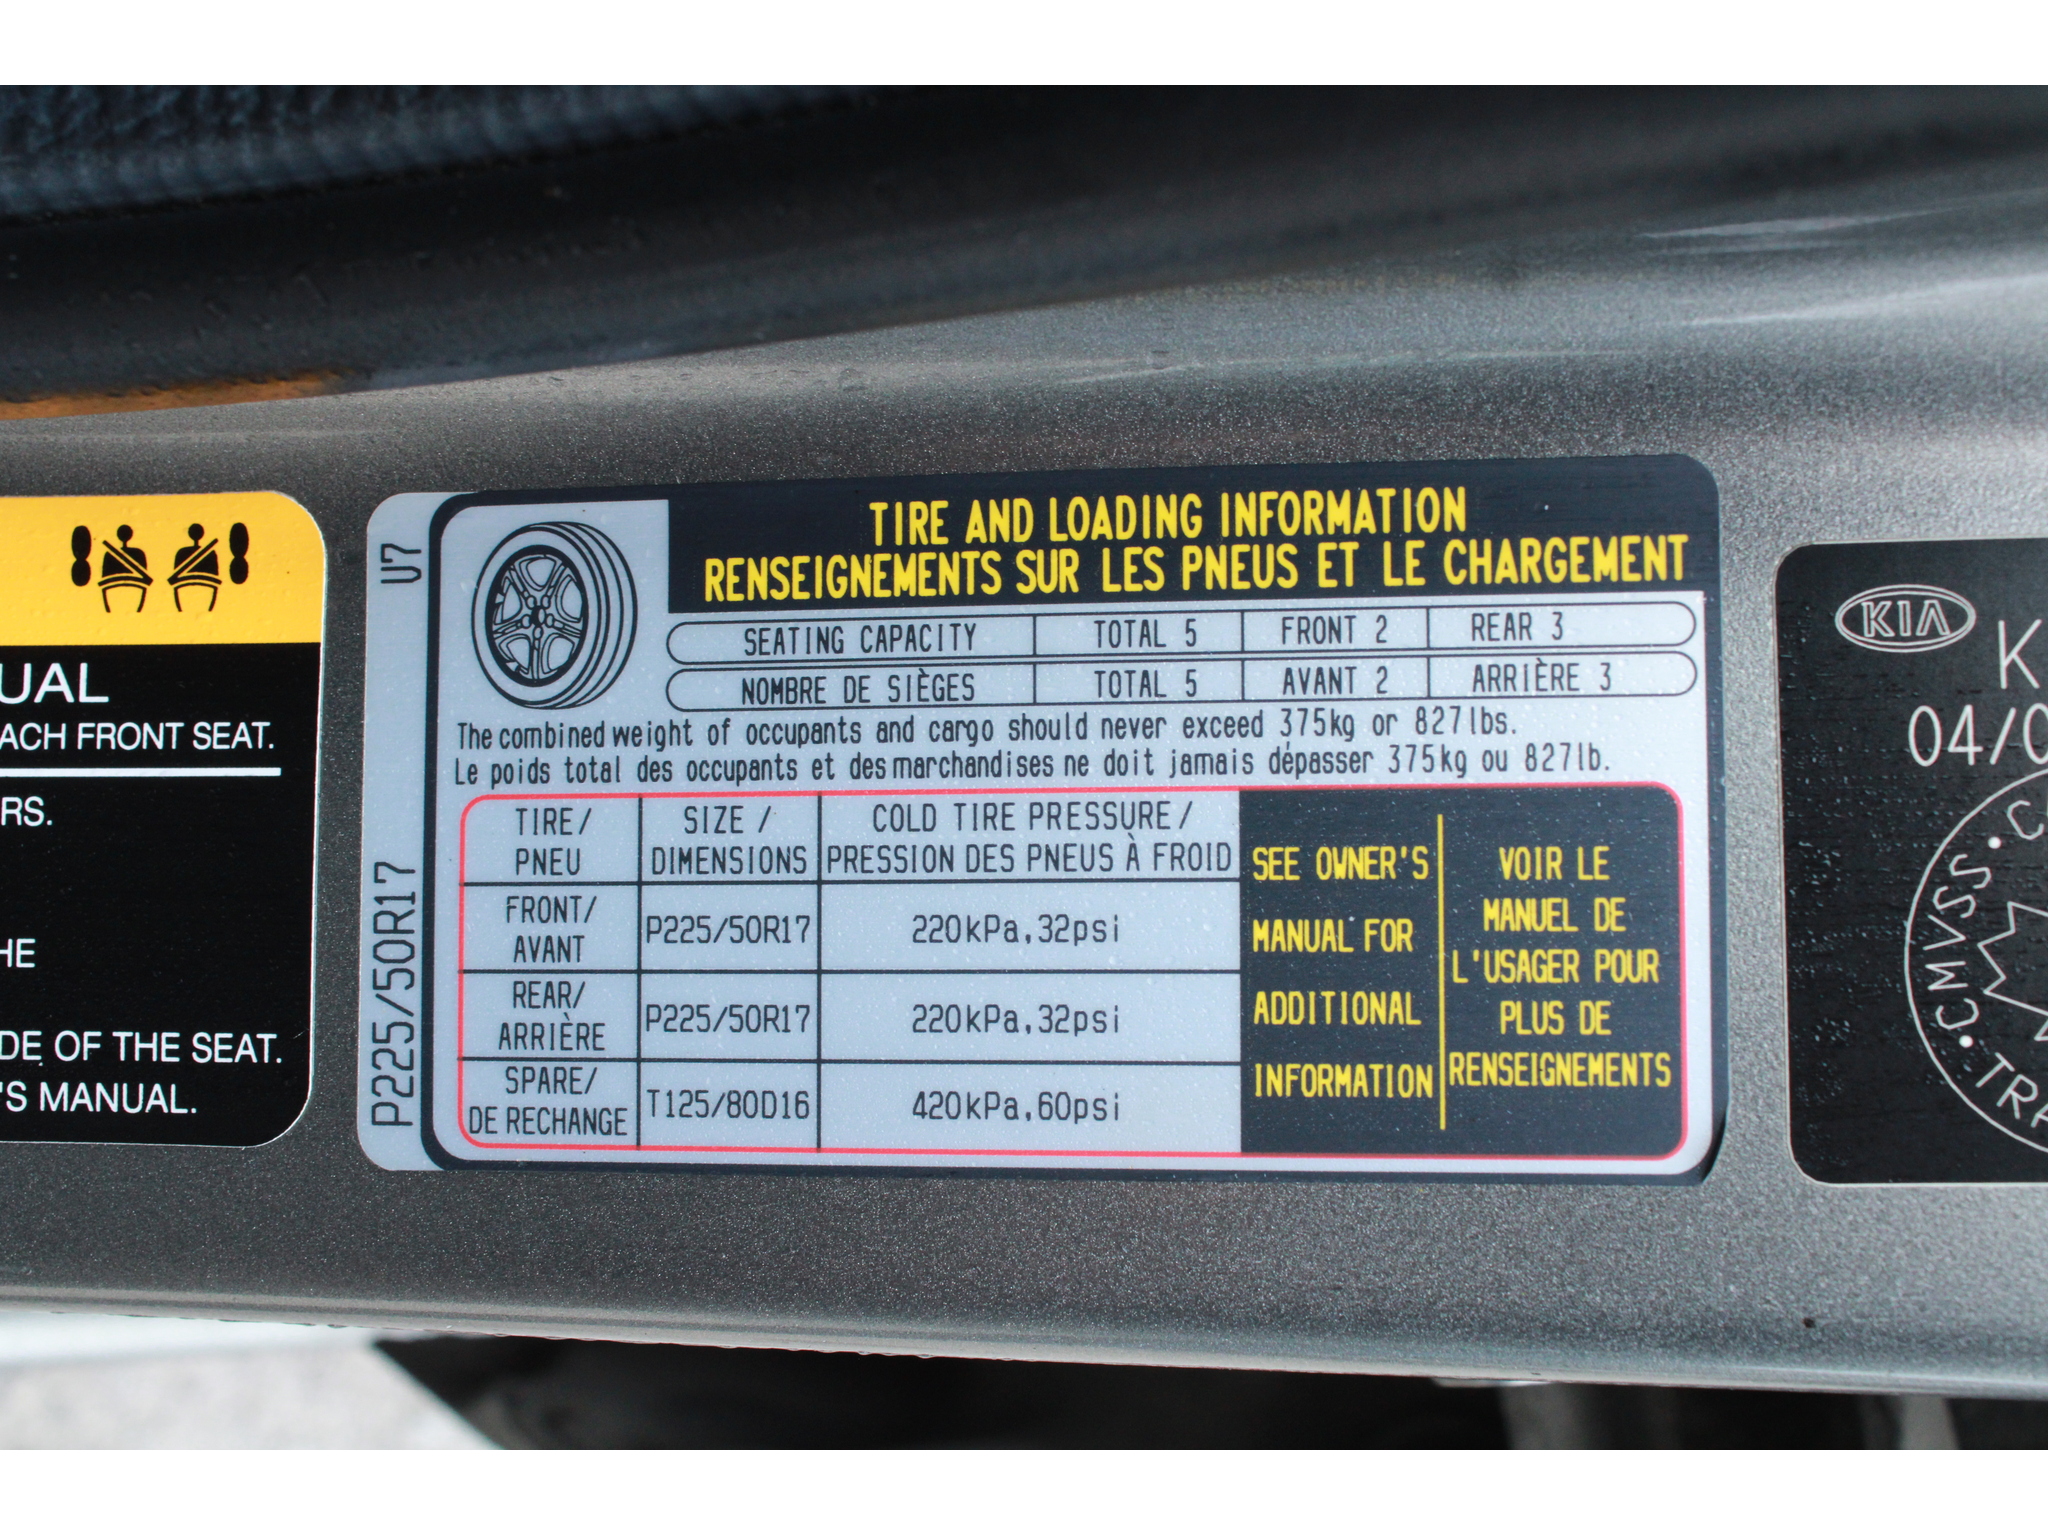 UAL
ACH FRONT SEAT.
RS.
HE
DE OF THE SEAT.
'S MANUAL.
U7
P225/50R17
TIRE AND LOADING INFORMATION
RENSEIGNEMENTS SUR LES PNEUS ET LE CHARGEMENT
SEATING CAPACITY TOTAL 5 FRONT 2 REAR 3
NOMBRE DE SIÈGES TOTAL 5 AVANT 2 ARRIÈRE 3
The combined weight of occupants and cargo should never exceed 375kg or 827lbs.
Le poids total des occupants et des marchandises ne doit jamais dépasser 375kg ou 827lb.
TIRE/ SIZE / COLD TIRE PRESSURE/
PNEU DIMENSIONS PRESSION DES PNEUS À FROID
FRONT/
AVANT P225/50R17 220kPa,32psi
REAR/
ARRIÈRE P225/50R17 220kPa,32psi
SPARE/
DE RECHANGE T125/80D16 420kPa,60psi
SEE OWNER'S
MANUAL FOR
ADDITIONAL
INFORMATION
VOIR LE
MANUEL DE
L'USAGER POUR
PLUS DE
RENSEIGNEMENTS
KIA
K
04/0
CMVSS
TRA